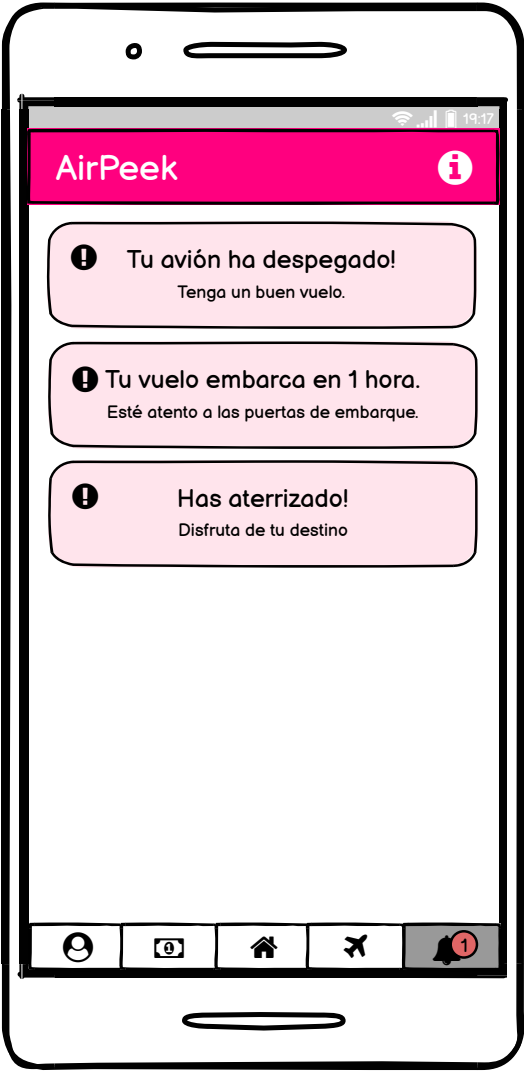 19:17
AirPeek
Tu avión ha despegado!
Tenga un buen vuelo.
Tu vuelo embarca en 1 hora.
Esté atento a las puertas de embarque.
Has aterrizado!
Disfruta de tu destino
1
1